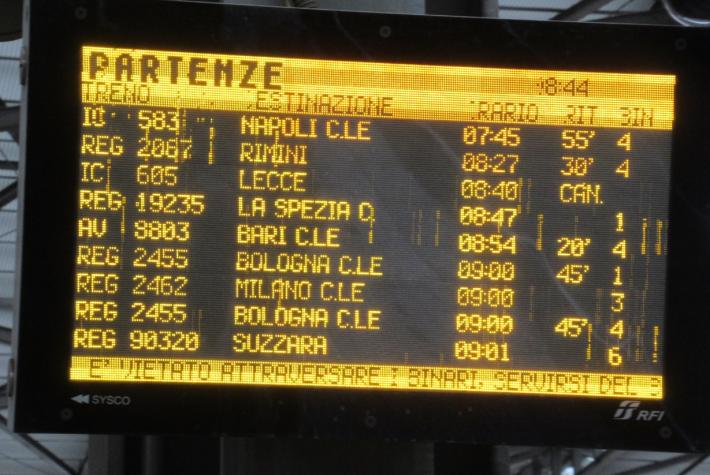 PARTENZE 8:44
TRENO ESTINAZIONE RARIO RIT BIN
IC 583 NAPOLI C.LE 07:45 55' 4
REG 2067 RIMINI 08:27 30' 4
IC 605 LECCE 08:40 CAN.
REG 19235 LA SPEZIA C. 08:47 1
AV 8803 BARI C.LE 08:54 20' 4
REG 2455 BOLOGNA C.LE 09:00 45' 1
REG 2462 MILANO C.LE 09:00 3
REG 2455 BOLOGNA C.LE 09:00 45' 4
REG 90320 SUZZARA 09:01 6
E' VIETATO ATTRAVERSARE I BINARI, SERVIRSI DEL
SYSCO RFI